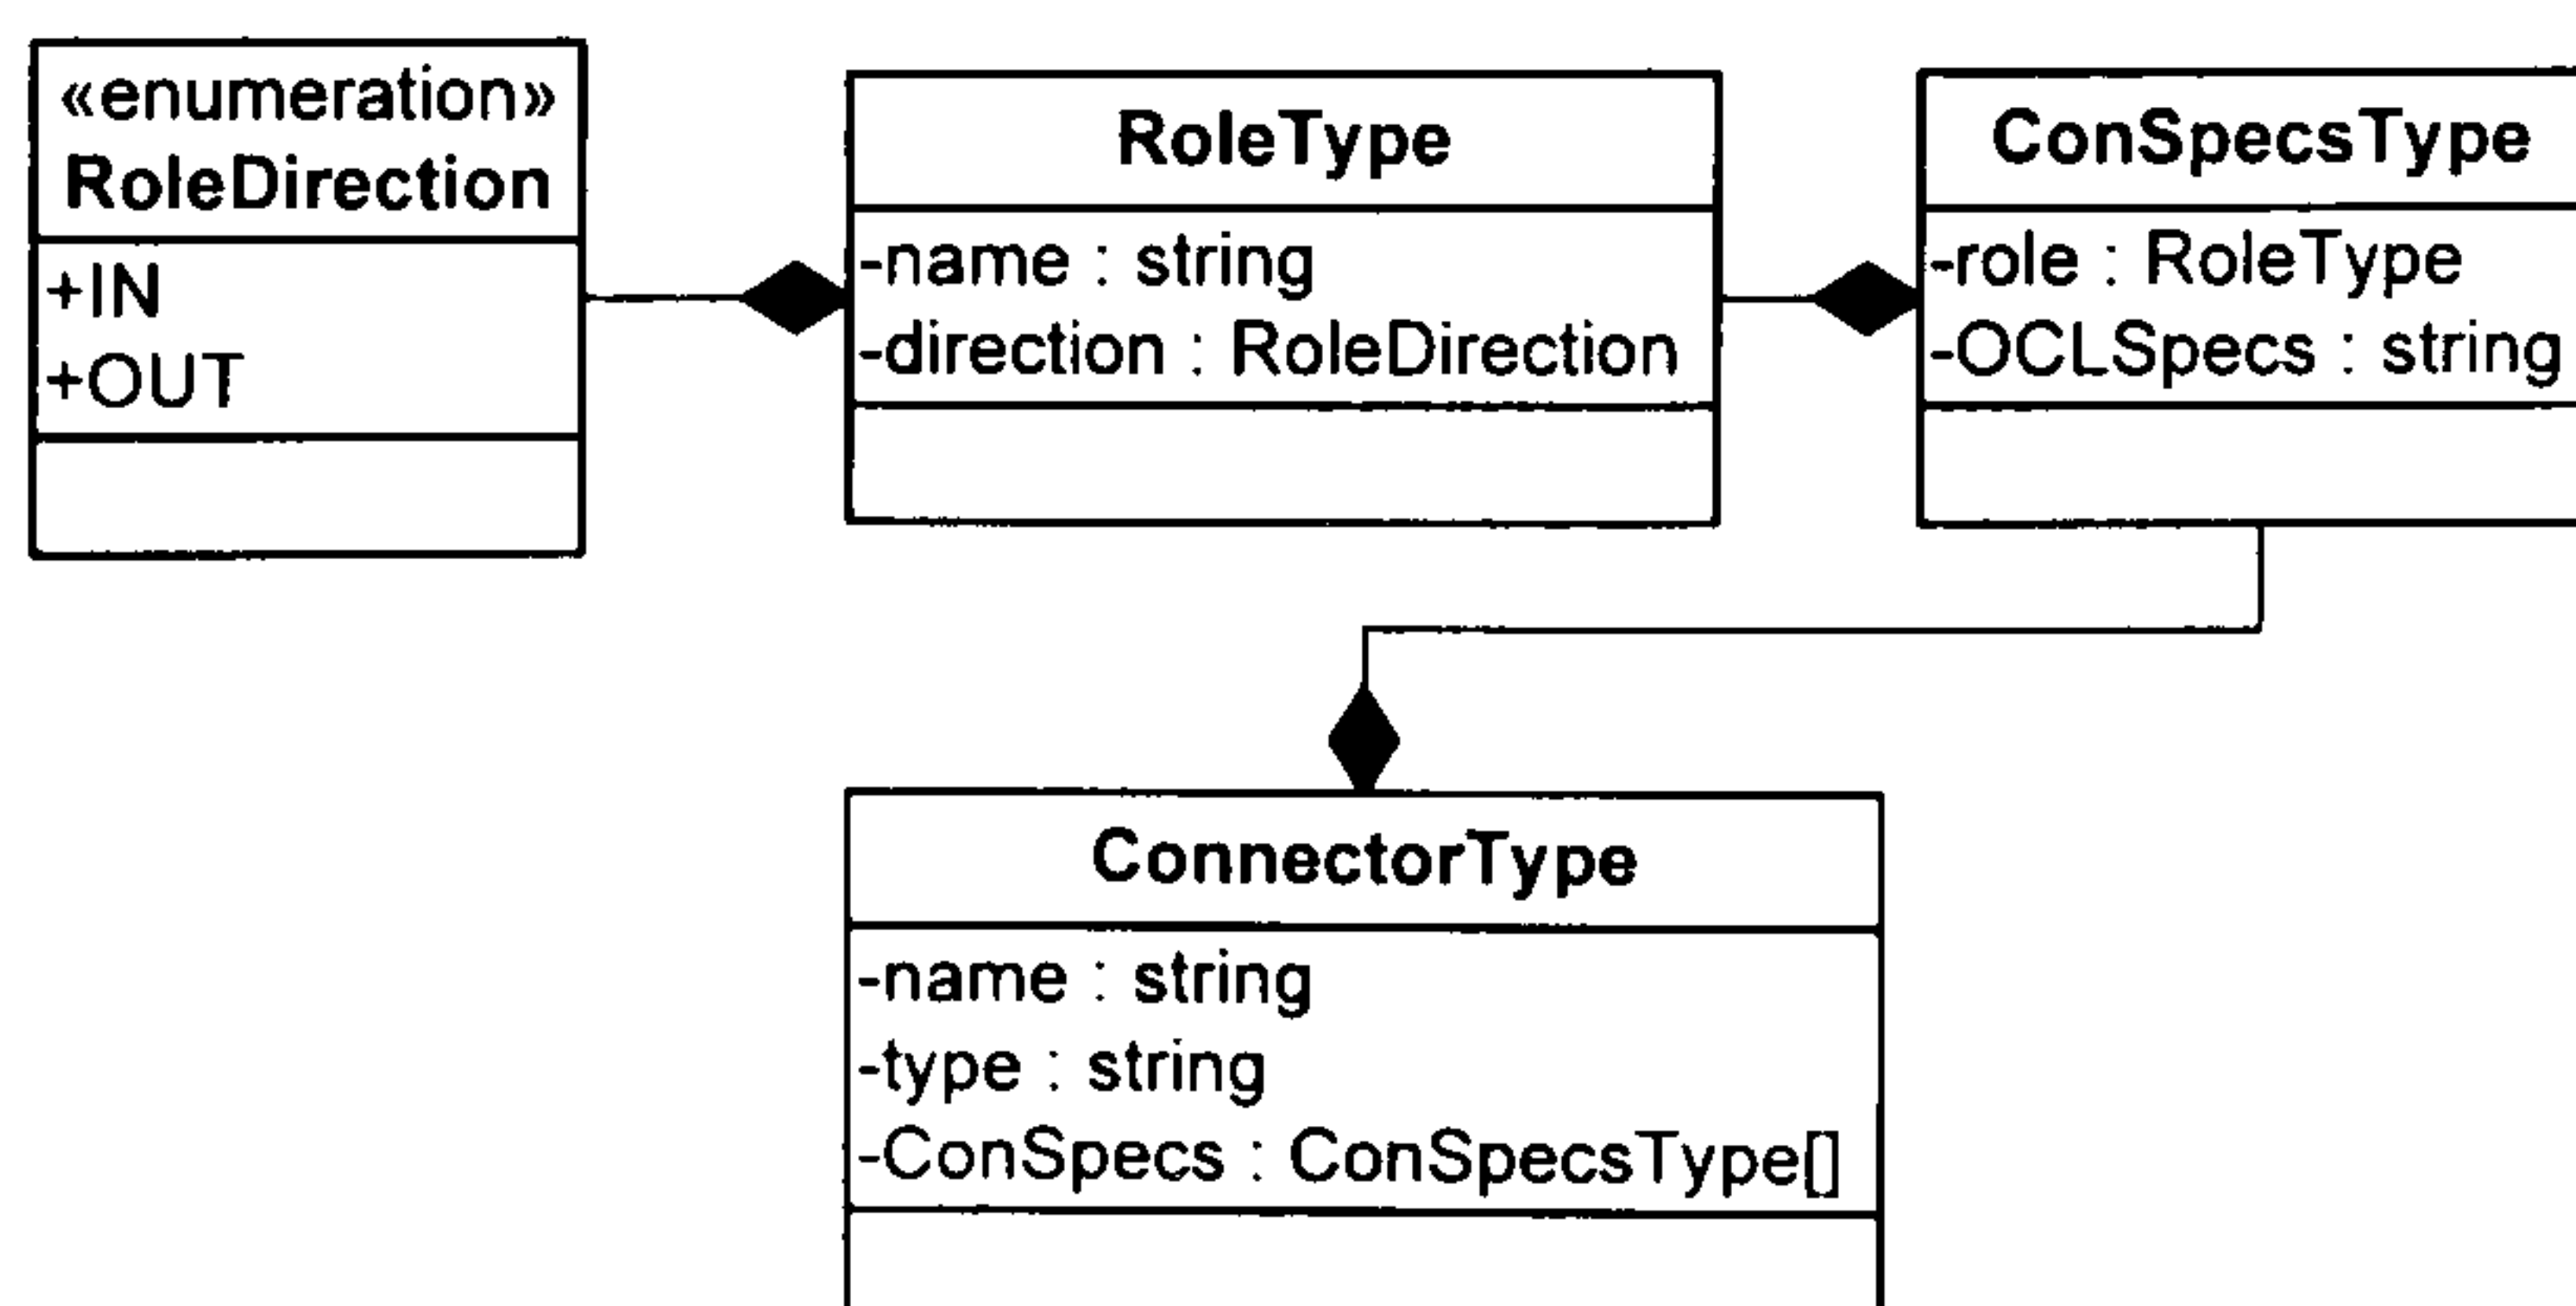 «enumeration»
RoleDirection
+IN
+OUT
RoleType
-name : string
-direction : RoleDirection
ConSpecsType
-role : RoleType
-OCLSpecs : string
ConnectorType
-name : string
-type : string
-ConSpecs : ConSpecsType[]